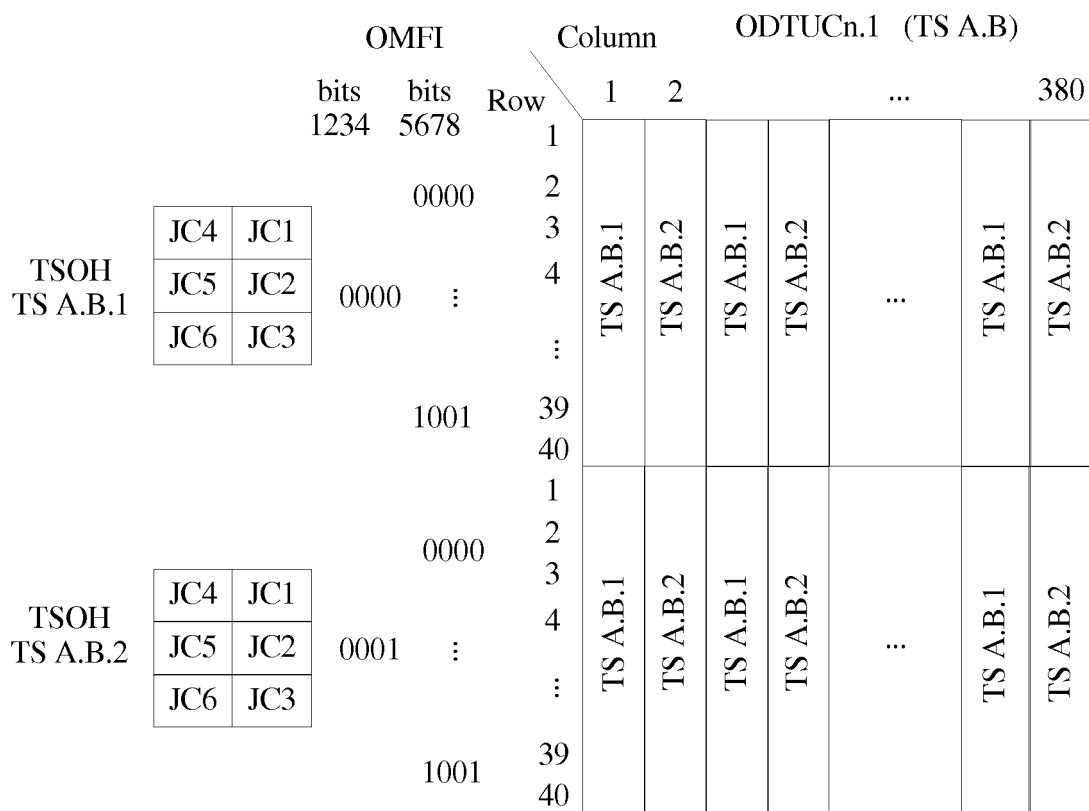 OMFI
Column
ODTUCn.1 (TS A.B)
bits 1234
bits 5678
Row
1
2
...
380
1
2
3
4
...
39
40
0000
0000
...
1001
TSOH
TS A.B.1
JC4 JC1
JC5 JC2
JC6 JC3
TS A.B.1
TS A.B.2
TS A.B.1
TS A.B.2
...
TS A.B.1
TS A.B.2
1
2
3
4
...
39
40
0000
0001
...
1001
TSOH
TS A.B.2
JC4 JC1
JC5 JC2
JC6 JC3
TS A.B.1
TS A.B.2
TS A.B.1
TS A.B.2
...
TS A.B.1
TS A.B.2